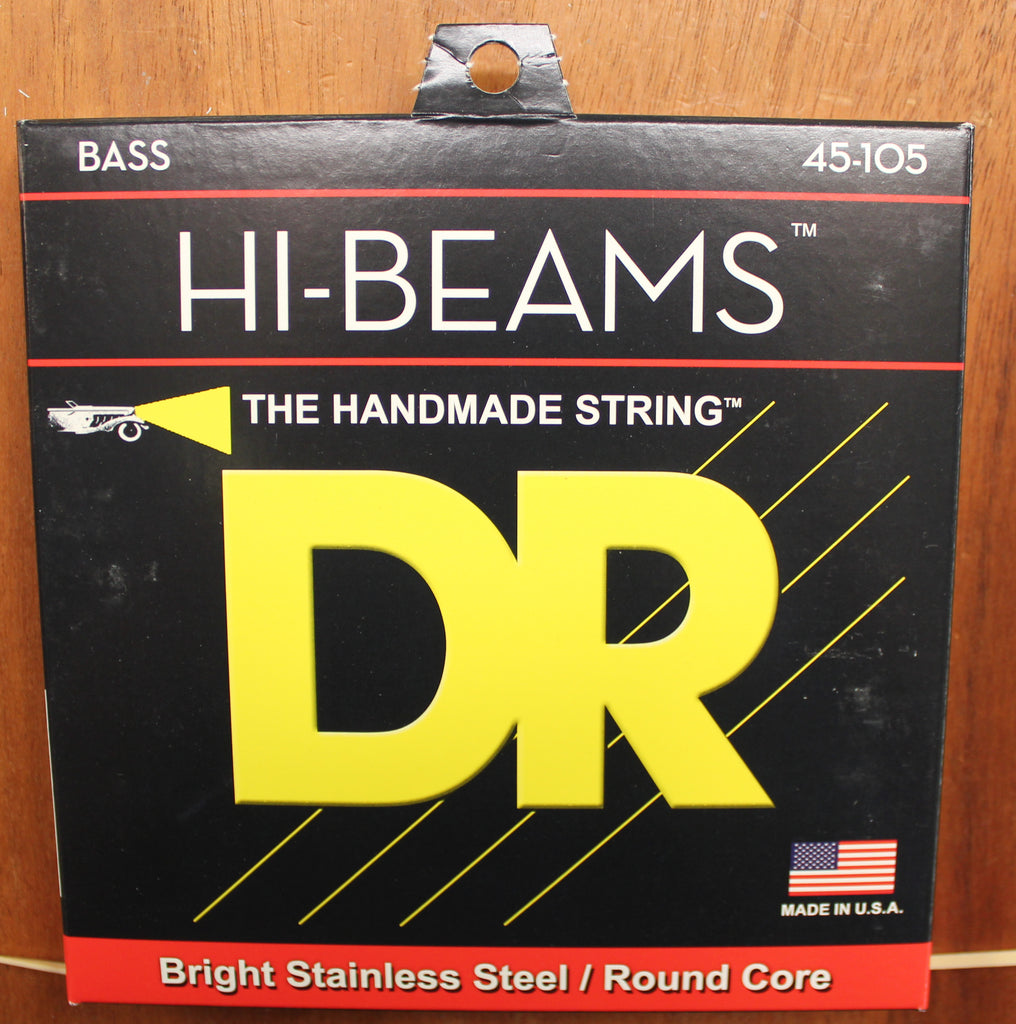 BASS 45-105
HI-BEAMS™
THE HANDMADE STRING™
DR
MADE IN U.S.A.
Bright Stainless Steel / Round Core